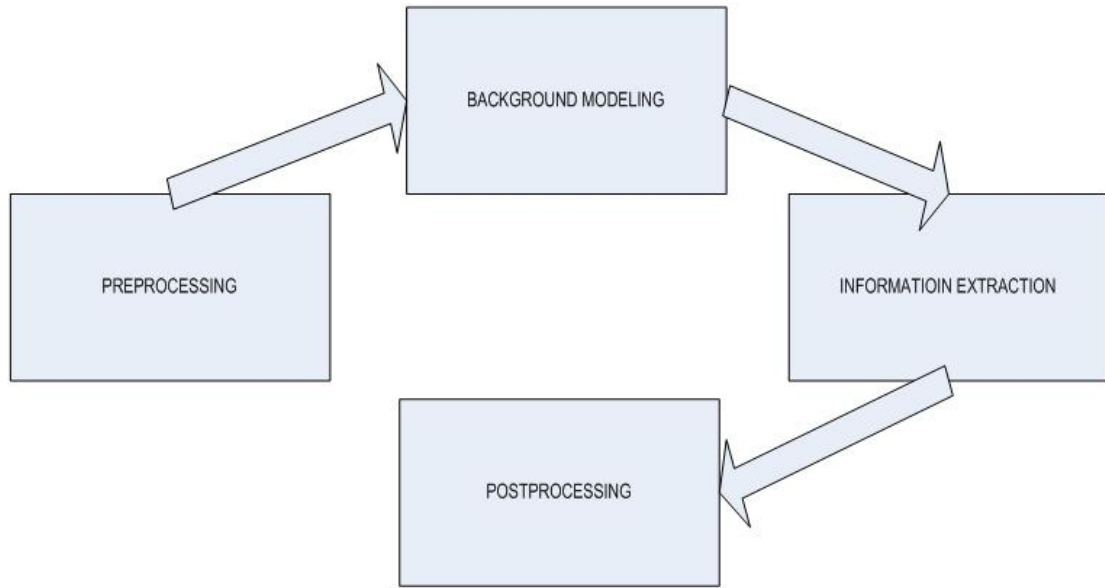 BACKGROUND MODELING
PREPROCESSING
INFORMATIOIN EXTRACTION
POSTPROCESSING